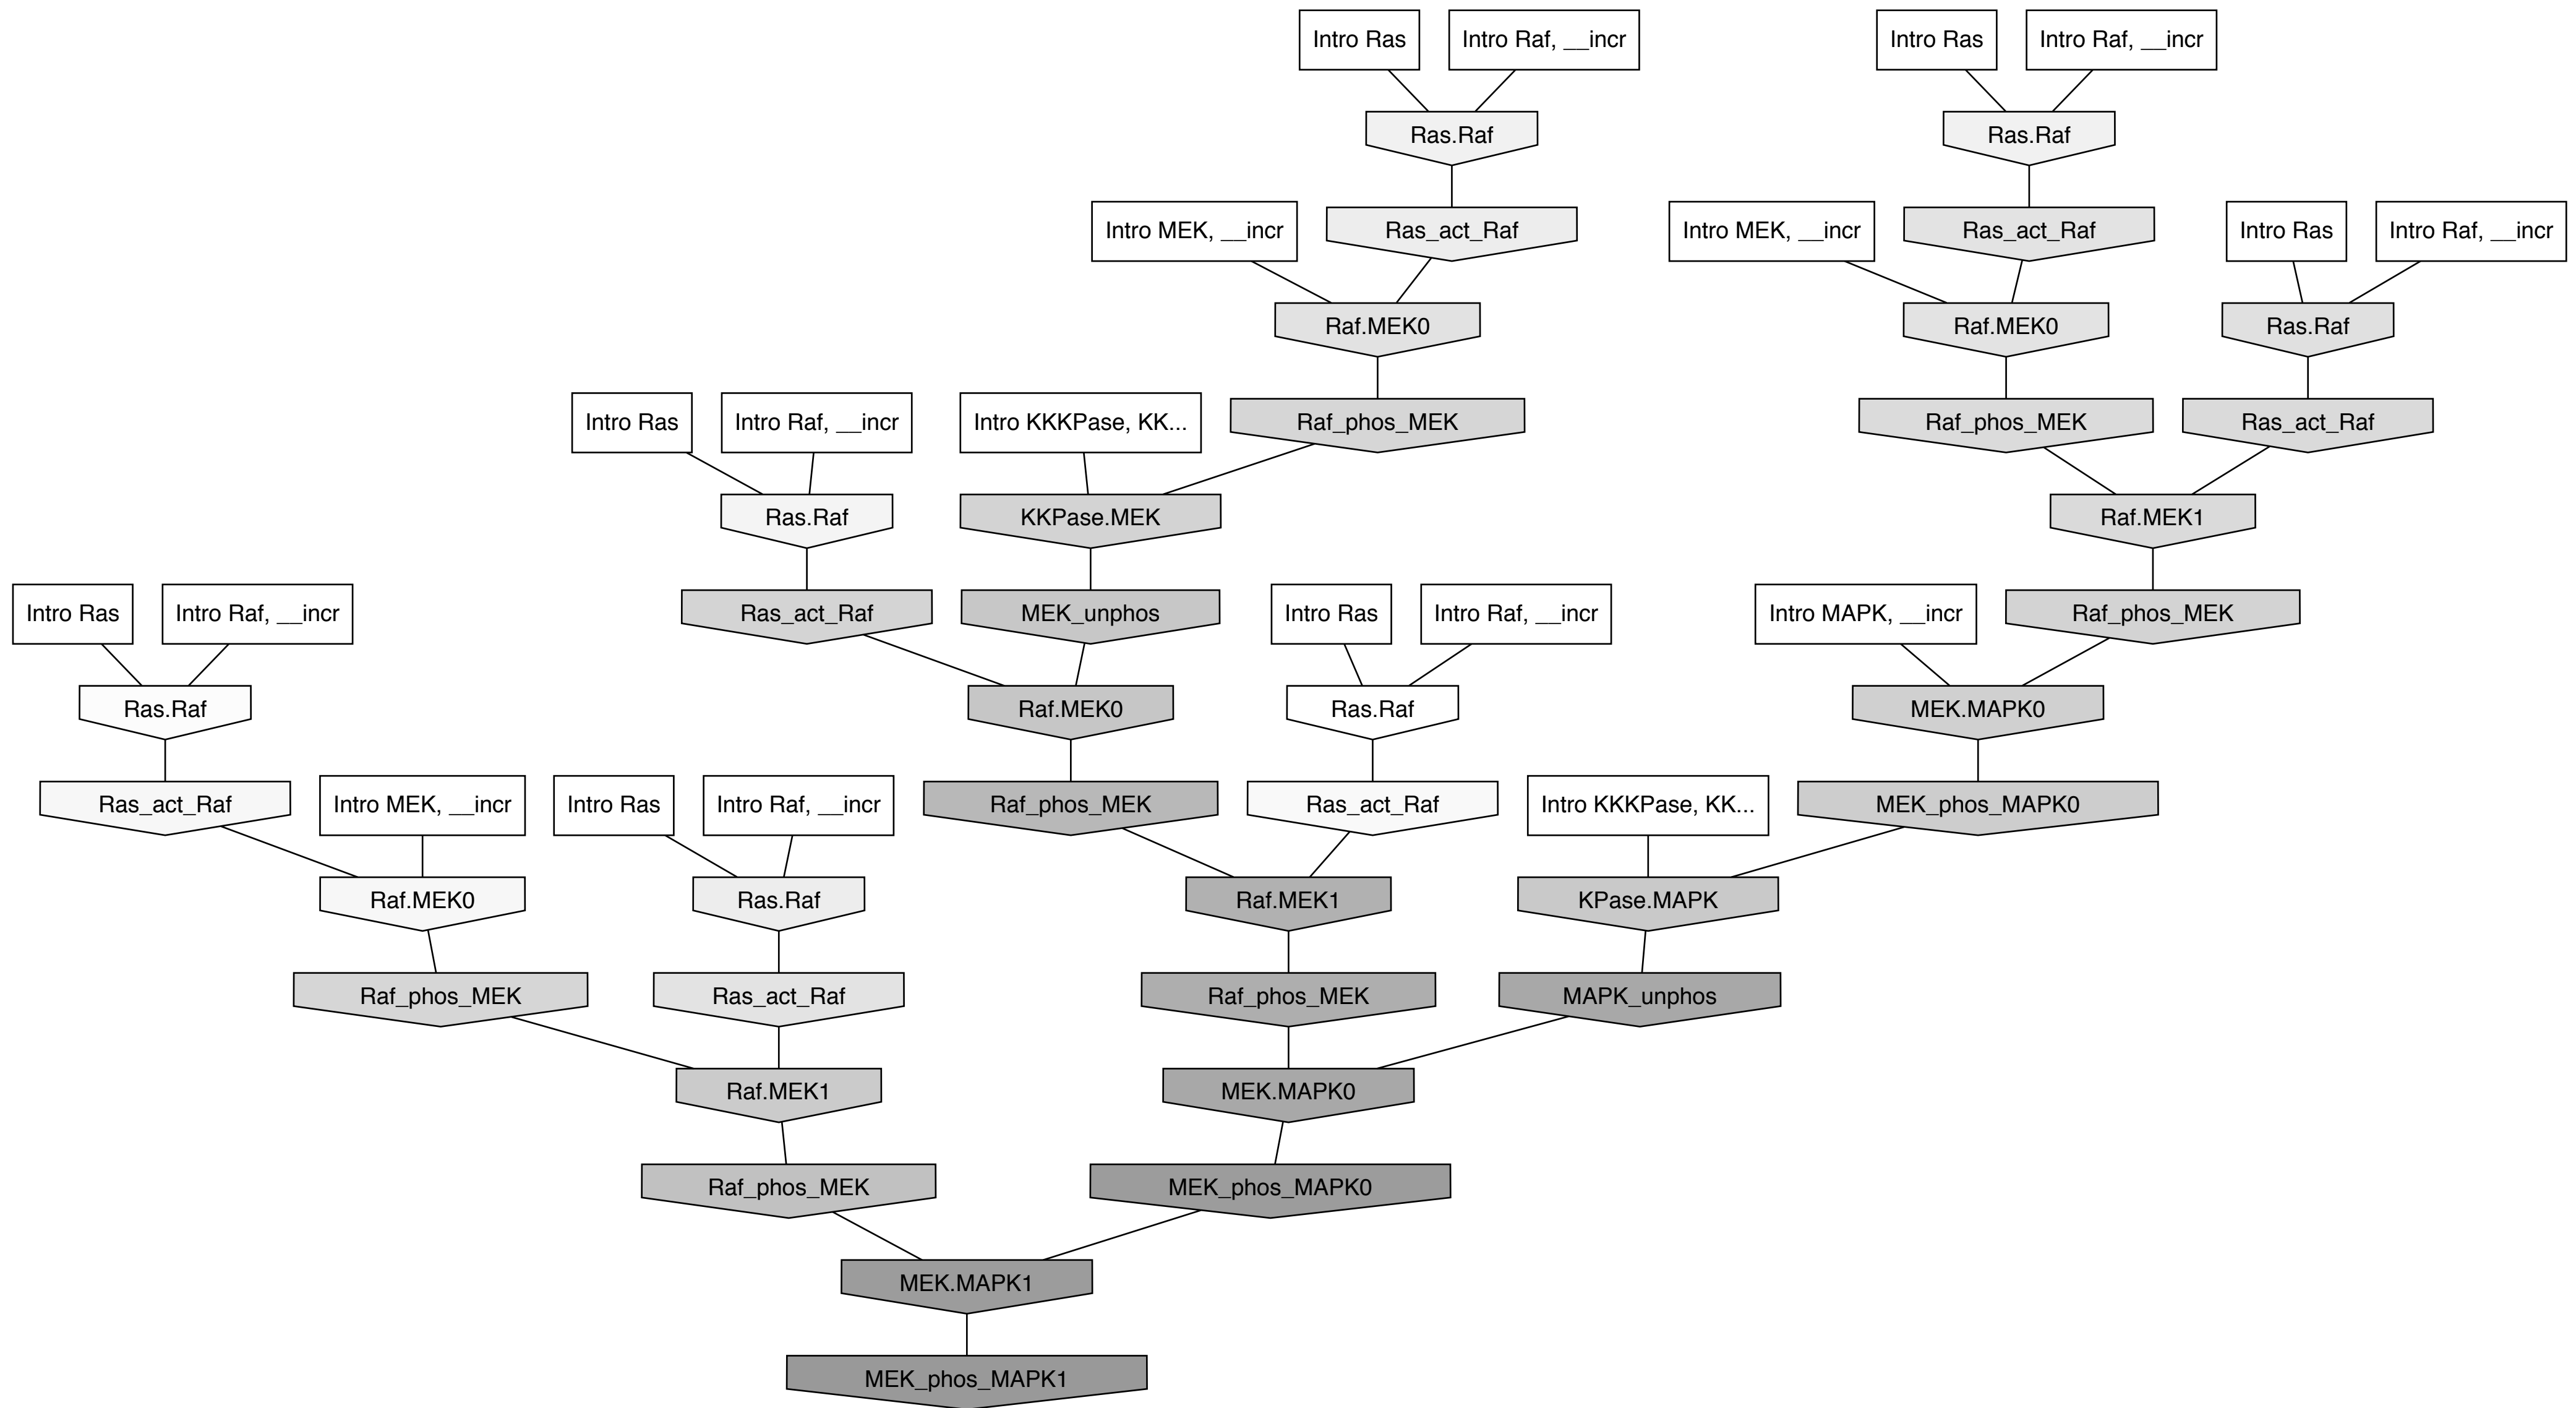 Intro Ras
Intro Raf, __incr
Intro Ras
Intro Raf, __incr
Ras.Raf
Ras.Raf
Intro MEK, __incr
Ras_act_Raf
Intro MEK, __incr
Ras_act_Raf
Intro Ras
Intro Raf, __incr
Raf.MEK0
Raf.MEK0
Ras.Raf
Intro Ras
Intro Raf, __incr
Intro KKKPase, KK...
Raf_phos_MEK
Raf_phos_MEK
Ras_act_Raf
Ras.Raf
KKPase.MEK
Raf.MEK1
Intro Ras
Intro Raf, __incr
Ras_act_Raf
MEK_unphos
Intro Ras
Intro Raf, __incr
Intro MAPK, __incr
Raf_phos_MEK
Ras.Raf
Raf.MEK0
Ras.Raf
MEK.MAPK0
Ras_act_Raf
Intro MEK, __incr
Intro Ras
Intro Raf, __incr
Raf_phos_MEK
Ras_act_Raf
Intro KKKPase, KK...
MEK_phos_MAPK0
Raf.MEK0
Ras.Raf
Raf.MEK1
KPase.MAPK
Raf_phos_MEK
Ras_act_Raf
Raf_phos_MEK
MAPK_unphos
Raf.MEK1
MEK.MAPK0
Raf_phos_MEK
MEK_phos_MAPK0
MEK.MAPK1
MEK_phos_MAPK1